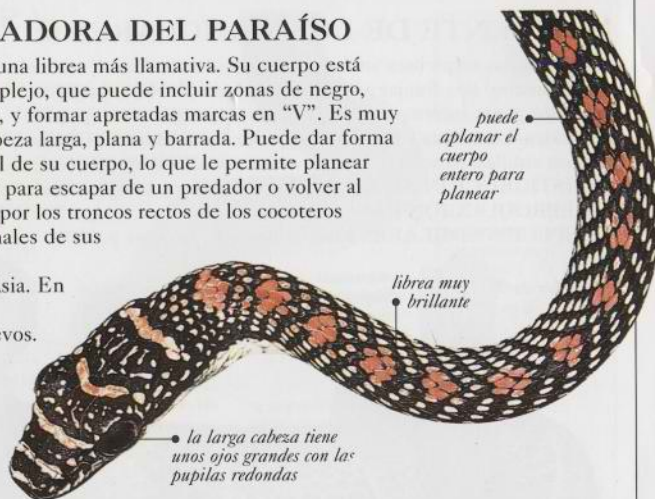 ADORA DEL PARAÍSO
una librea más llamativa. Su cuerpo está
plejo, que puede incluir zonas de negro,
, y formar apretadas marcas en “V”. Es muy
beza larga, plana y barrada. Puede dar forma
l de su cuerpo, lo que le permite planear
para escapar de un predador o volver al
por los troncos rectos de los cocoteros
nales de sus
sia. En
evos.
puede
aplanar el
cuerpo
entero para
planear
librea muy
brillante
la larga cabeza tiene
unos ojos grandes con las
pupilas redondas